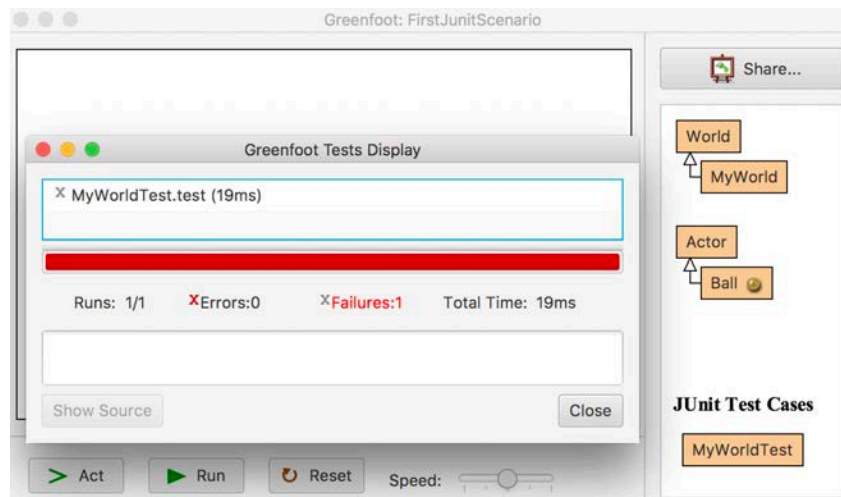 Greenfoot: FirstJunitScenario
Share...
World
MyWorld
Actor
Ball
JUnit Test Cases
MyWorldTest
Greenfoot Tests Display
x MyWorldTest.test (19ms)
Runs: 1/1 xErrors:0 xFailures:1 Total Time: 19ms
Show Source Close
Act Run Reset Speed: